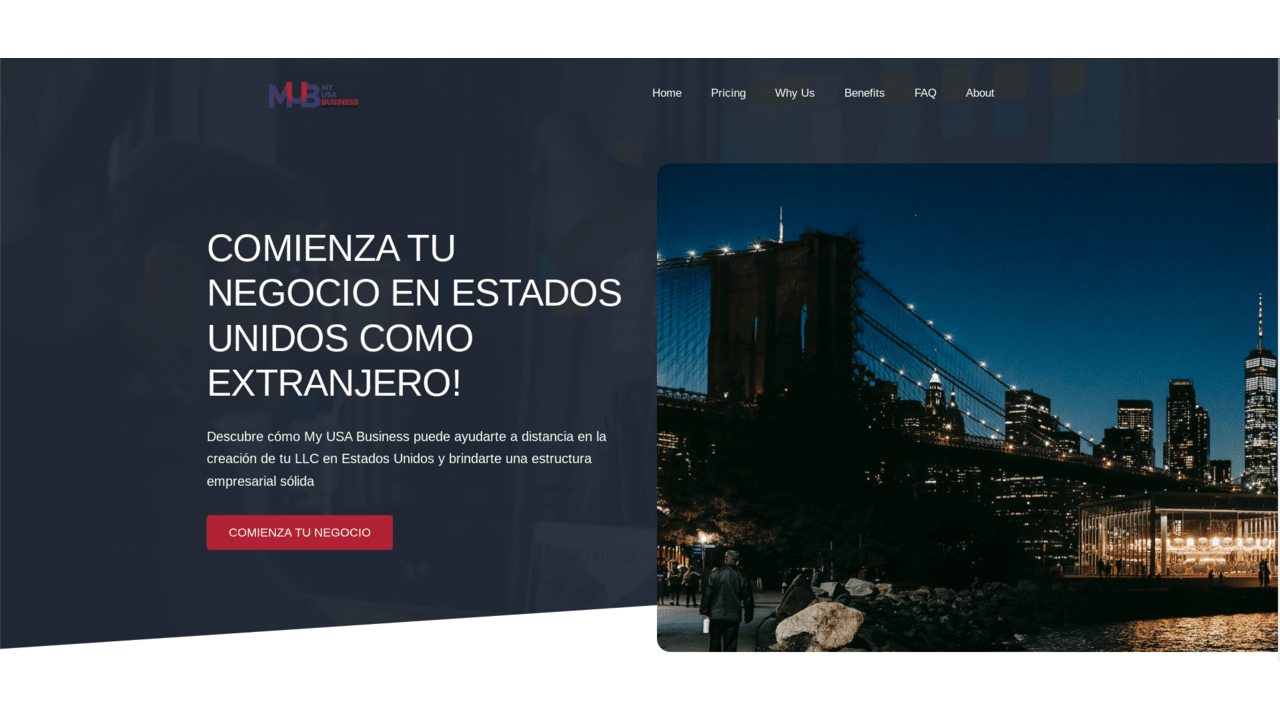 MUB MY
USA
BUSINESS
Home Pricing Why Us Benefits FAQ About
COMIENZA TU
NEGOCIO EN ESTADOS
UNIDOS COMO
EXTRANJERO!
Descubre cómo My USA Business puede ayudarte a distancia en la
creación de tu LLC en Estados Unidos y brindarte una estructura
empresarial sólida
COMIENZA TU NEGOCIO